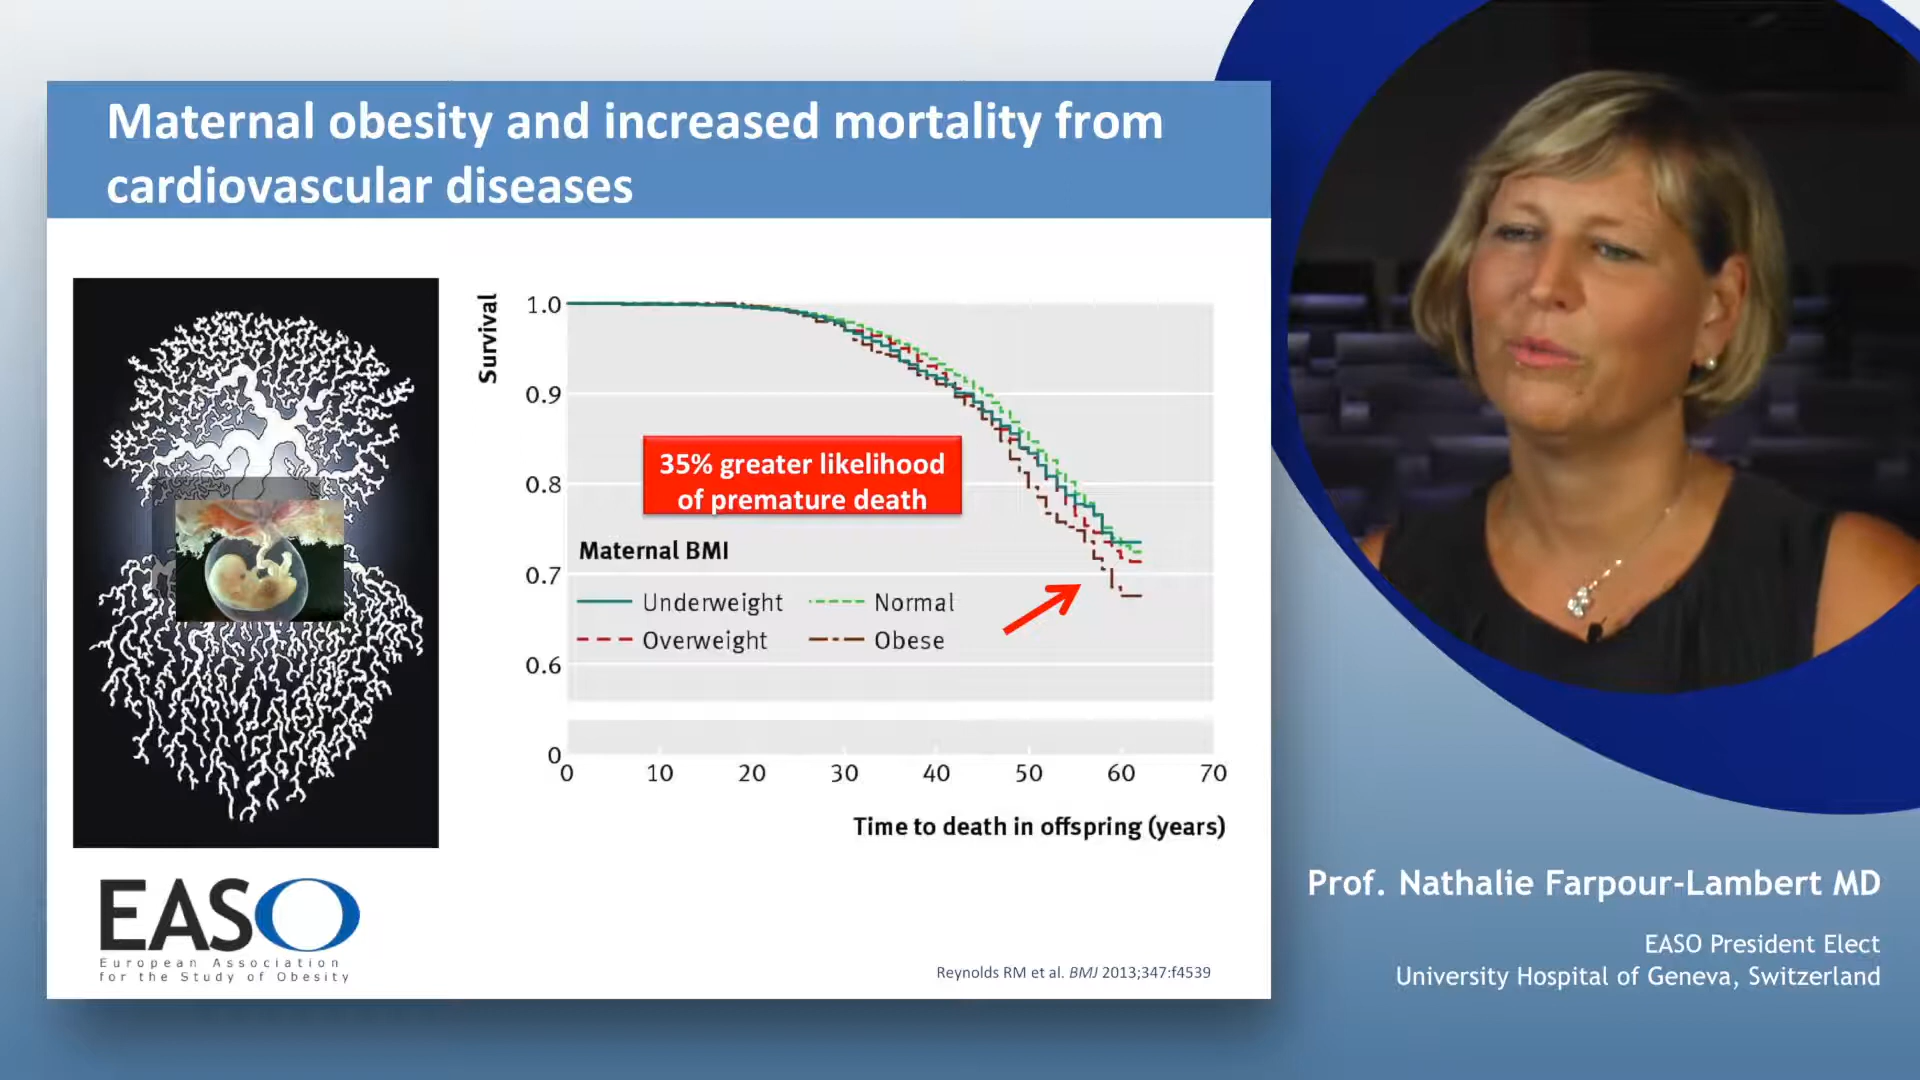 Maternal obesity and increased mortality from
cardiovascular diseases
Survival
1.0
0.9
0.8
0.7
0.6
0
35% greater likelihood
of premature death
Maternal BMI
Underweight
Normal
Overweight
Obese
0 10 20 30 40 50 60 70
Time to death in offspring (years)
EASO
European Association
for the Study of Obesity
Reynolds RM et al. BMJ 2013;347:f4539
Prof. Nathalie Farpour-Lambert MD
EASO President Elect
University Hospital of Geneva, Switzerland